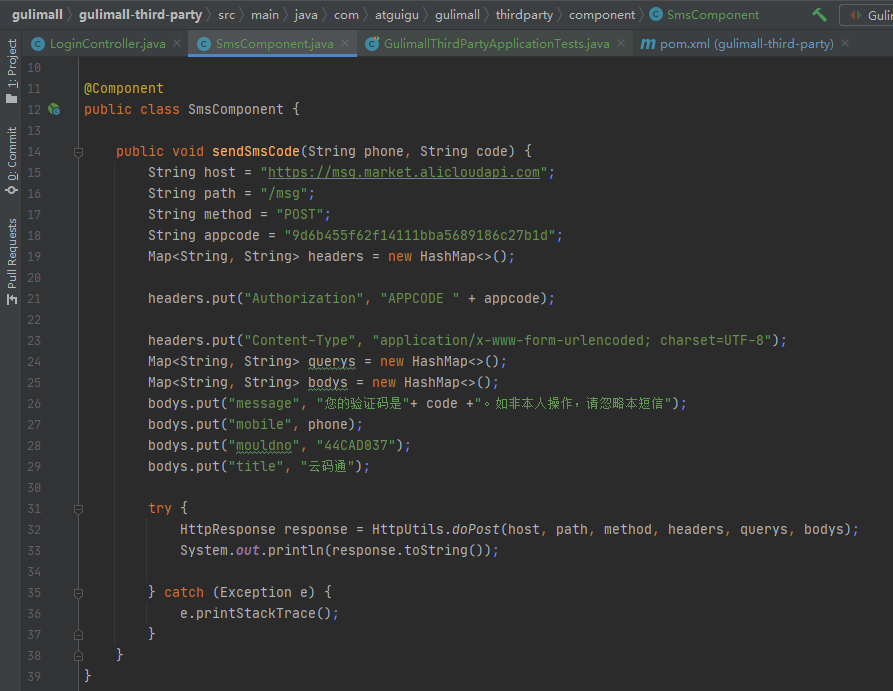 gulimall gulimall-third-party src main java com atguigu gulimall thirdparty component SmsComponent Gulin
LoginController.java SmsComponent.java GulimallThirdPartyApplicationTests.java pom.xml (gulimall-third-party)
1: Project
0: Commit
Pull Requests
10
11 @Component
12 public class SmsComponent {
13
14 public void sendSmsCode(String phone, String code) {
15 String host = "https://msg.market.alicloudapi.com";
16 String path = "/msg";
17 String method = "POST";
18 String appcode = "9d6b455f62f14111bba5689186c27b1d";
19 Map<String, String> headers = new HashMap<>();
20
21 headers.put("Authorization", "APPCODE " + appcode);
22
23 headers.put("Content-Type", "application/x-www-form-urlencoded; charset=UTF-8");
24 Map<String, String> querys = new HashMap<>();
25 Map<String, String> bodys = new HashMap<>();
26 bodys.put("message", "您的验证码是"+ code +"。如非本人操作，请忽略本短信");
27 bodys.put("mobile", phone);
28 bodys.put("mouldno", "44CAD037");
29 bodys.put("title", "云码通");
30
31 try {
32 HttpResponse response = HttpUtils.doPost(host, path, method, headers, querys, bodys);
33 System.out.println(response.toString());
34
35 } catch (Exception e) {
36 e.printStackTrace();
37 }
38 }
39 }